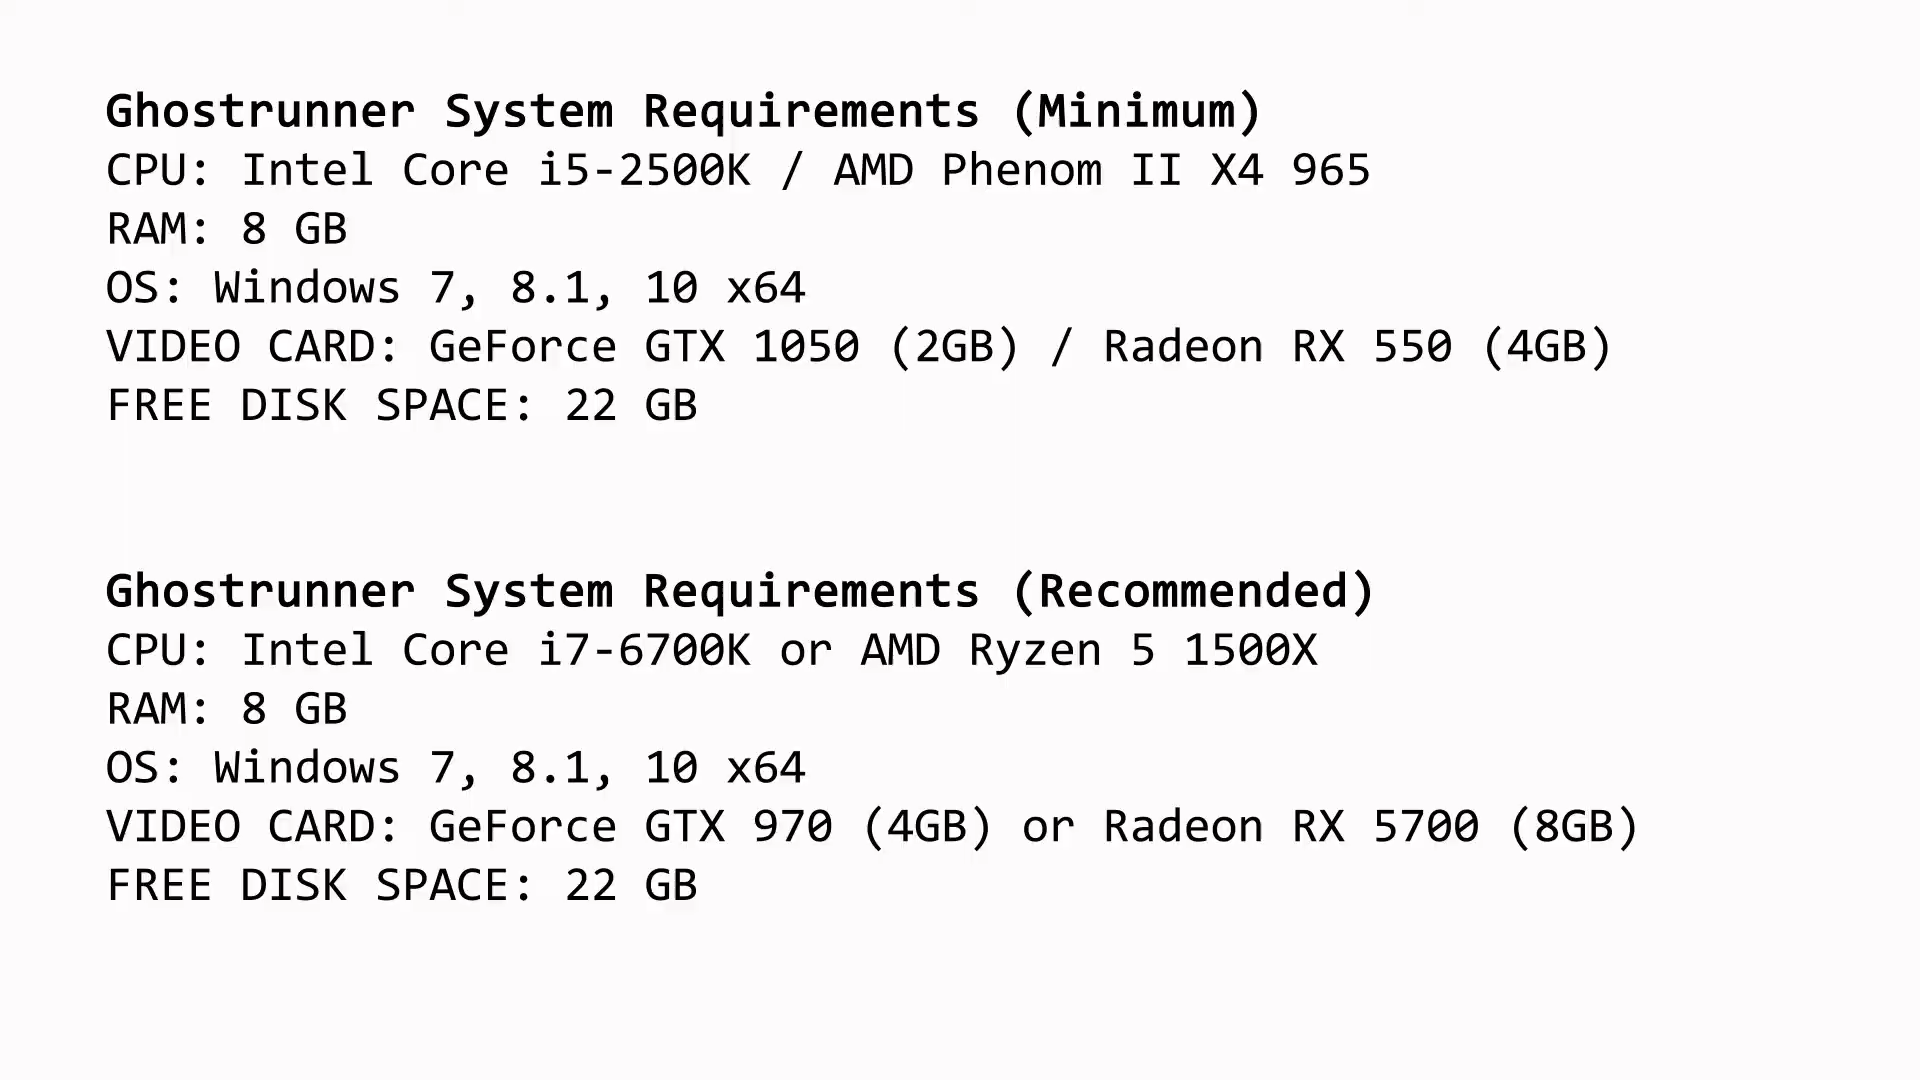 Ghostrunner System Requirements (Minimum)
CPU: Intel Core i5-2500K / AMD Phenom II X4 965
RAM: 8 GB
OS: Windows 7, 8.1, 10 x64
VIDEO CARD: GeForce GTX 1050 (2GB) / Radeon RX 550 (4GB)
FREE DISK SPACE: 22 GB
Ghostrunner System Requirements (Recommended)
CPU: Intel Core i7-6700K or AMD Ryzen 5 1500X
RAM: 8 GB
OS: Windows 7, 8.1, 10 x64
VIDEO CARD: GeForce GTX 970 (4GB) or Radeon RX 5700 (8GB)
FREE DISK SPACE: 22 GB